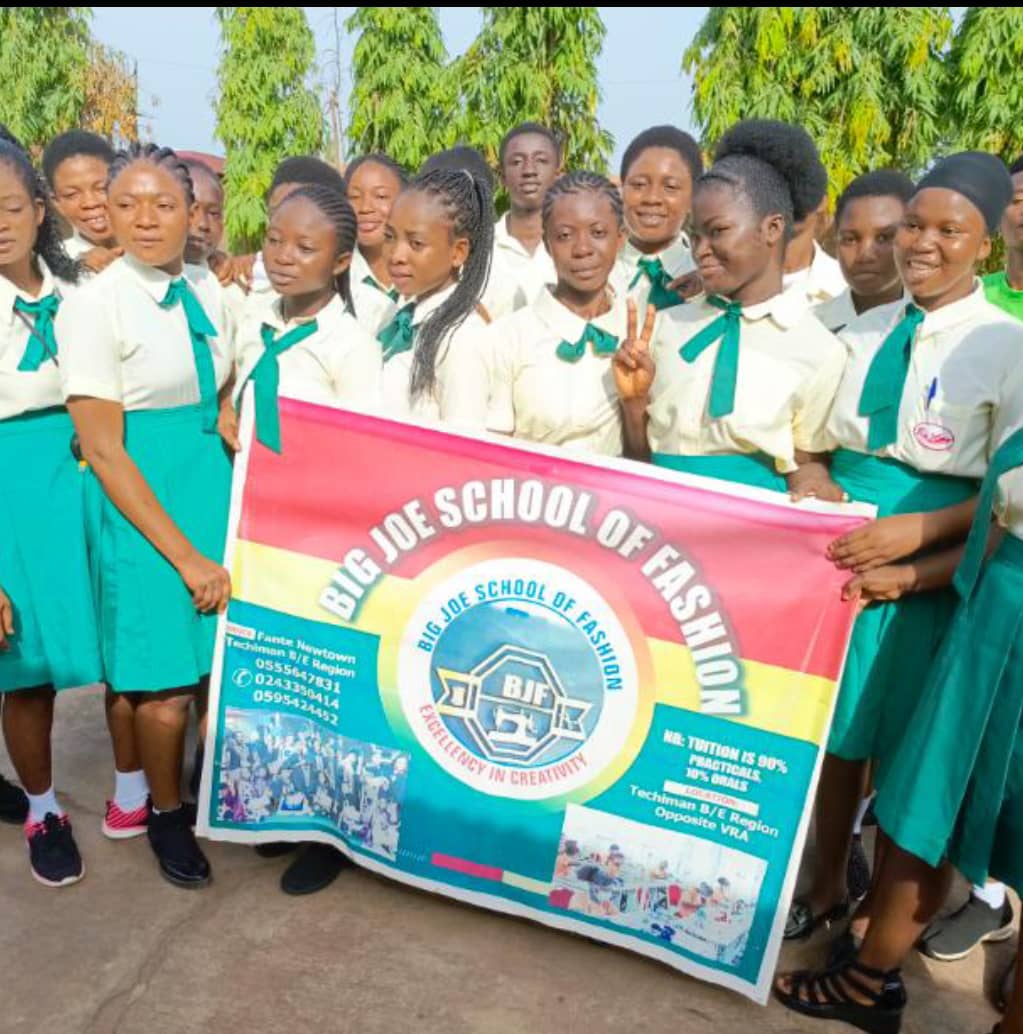 BIG JOE SCHOOL OF FASHION
BIG JOE SCHOOL OF FASHION
BJF
EXCELLENCY IN CREATIVITY
Fante Newtown
Techiman B/E Region
0555647831
0243350414
0595424452
NB: TUITION IS 90%
PRACTICALS,
10% ORALS
LOCATION:
Techiman B/E Region
Opposite VRA